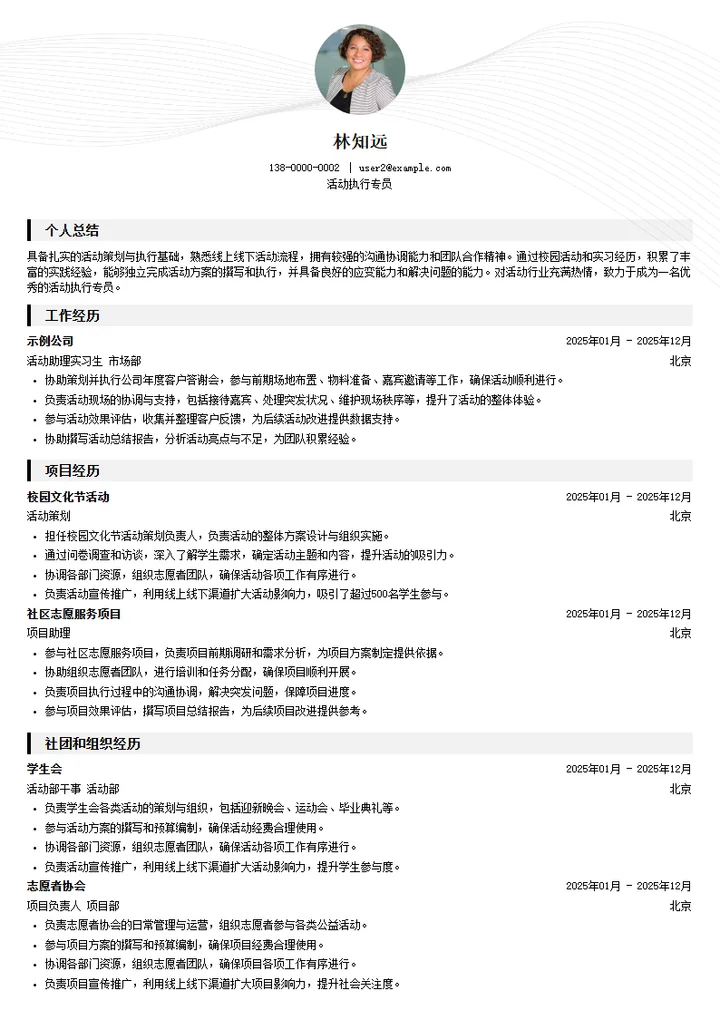 林知远
138-0000-0002 | user2@example.com
活动执行专员
个人总结
具备扎实的活动策划与执行基础，熟悉线上线下活动流程，拥有较强的沟通协调能力和团队合作精神。通过校园活动和实习经历，积累了丰
富的实践经验，能够独立完成活动方案的撰写和执行，并具备良好的应变能力和解决问题的能力。对活动行业充满热情，致力于成为一名优
秀的活动执行专员。
工作经历
示例公司 2025年01月 - 2025年12月
活动助理实习生 市场部 北京
• 协助策划并执行公司年度客户答谢会，参与前期场地布置、物料准备、嘉宾邀请等工作，确保活动顺利进行。
• 负责活动现场的协调与支持，包括接待嘉宾、处理突发状况、维护现场秩序等，提升了活动的整体体验。
• 参与活动效果评估，收集并整理客户反馈，为后续活动改进提供数据支持。
• 协助撰写活动总结报告，分析活动亮点与不足，为团队积累经验。
项目经历
校园文化节活动 2025年01月 - 2025年12月
活动策划 北京
• 担任校园文化节活动策划负责人，负责活动的整体方案设计与组织实施。
• 通过问卷调查和访谈，深入了解学生需求，确定活动主题和内容，提升活动的吸引力。
• 协调各部门资源，组织志愿者团队，确保活动各项工作有序进行。
• 负责活动宣传推广，利用线上线下渠道扩大活动影响力，吸引了超过500名学生参与。
社区志愿服务项目 2025年01月 - 2025年12月
项目助理 北京
• 参与社区志愿服务项目，负责项目前期调研和需求分析，为项目方案制定提供依据。
• 协助组织志愿者团队，进行培训和任务分配，确保项目顺利开展。
• 负责项目执行过程中的沟通协调，解决突发问题，保障项目进度。
• 参与项目效果评估，撰写项目总结报告，为后续项目改进提供参考。
社团和组织经历
学生会 2025年01月 - 2025年12月
活动部干事 活动部 北京
• 负责学生会各类活动的策划与组织，包括迎新晚会、运动会、毕业典礼等。
• 参与活动方案的撰写和预算编制，确保活动经费合理使用。
• 协调各部门资源，组织志愿者团队，确保活动各项工作有序进行。
• 负责活动宣传推广，利用线上线下渠道扩大活动影响力，提升学生参与度。
志愿者协会 2025年01月 - 2025年12月
项目负责人 项目部 北京
• 负责志愿者协会的日常管理与运营，组织志愿者参与各类公益活动。
• 参与项目方案的撰写和预算编制，确保项目经费合理使用。
• 协调各部门资源，组织志愿者团队，确保项目各项工作有序进行。
• 负责项目宣传推广，利用线上线下渠道扩大项目影响力，提升社会关注度。